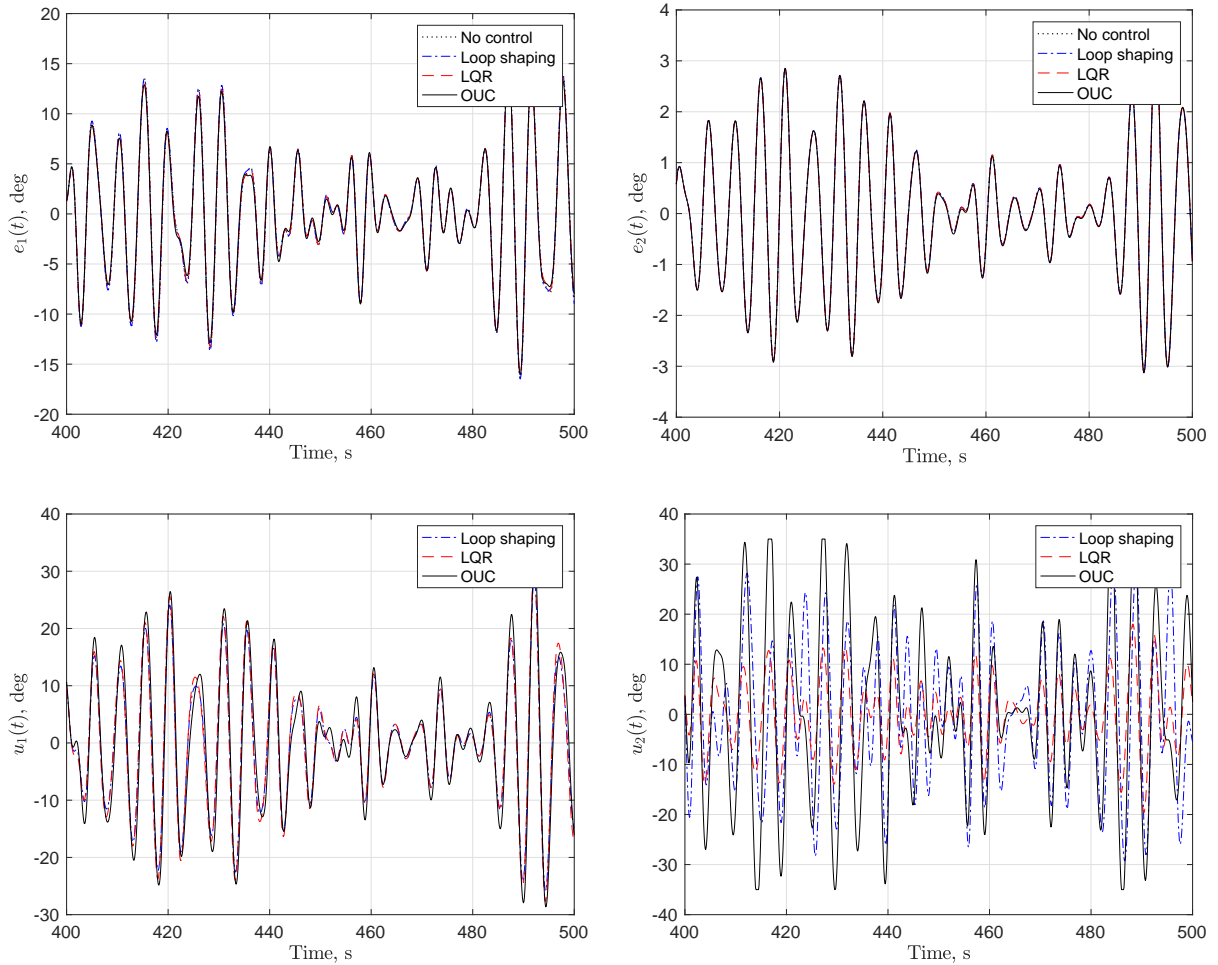 20
15
10
5
0
-5
-10
-15
-20
e₁(t), deg
400
420
440
460
480
500
Time, s
No control
Loop shaping
LQR
OUC
4
3
2
1
0
-1
-2
-3
-4
e₂(t), deg
400
420
440
460
480
500
Time, s
No control
Loop shaping
LQR
OUC
40
30
20
10
0
-10
-20
-30
u₁(t), deg
400
420
440
460
480
500
Time, s
Loop shaping
LQR
OUC
40
30
20
10
0
-10
-20
-30
-40
u₂(t), deg
400
420
440
460
480
500
Time, s
Loop shaping
LQR
OUC